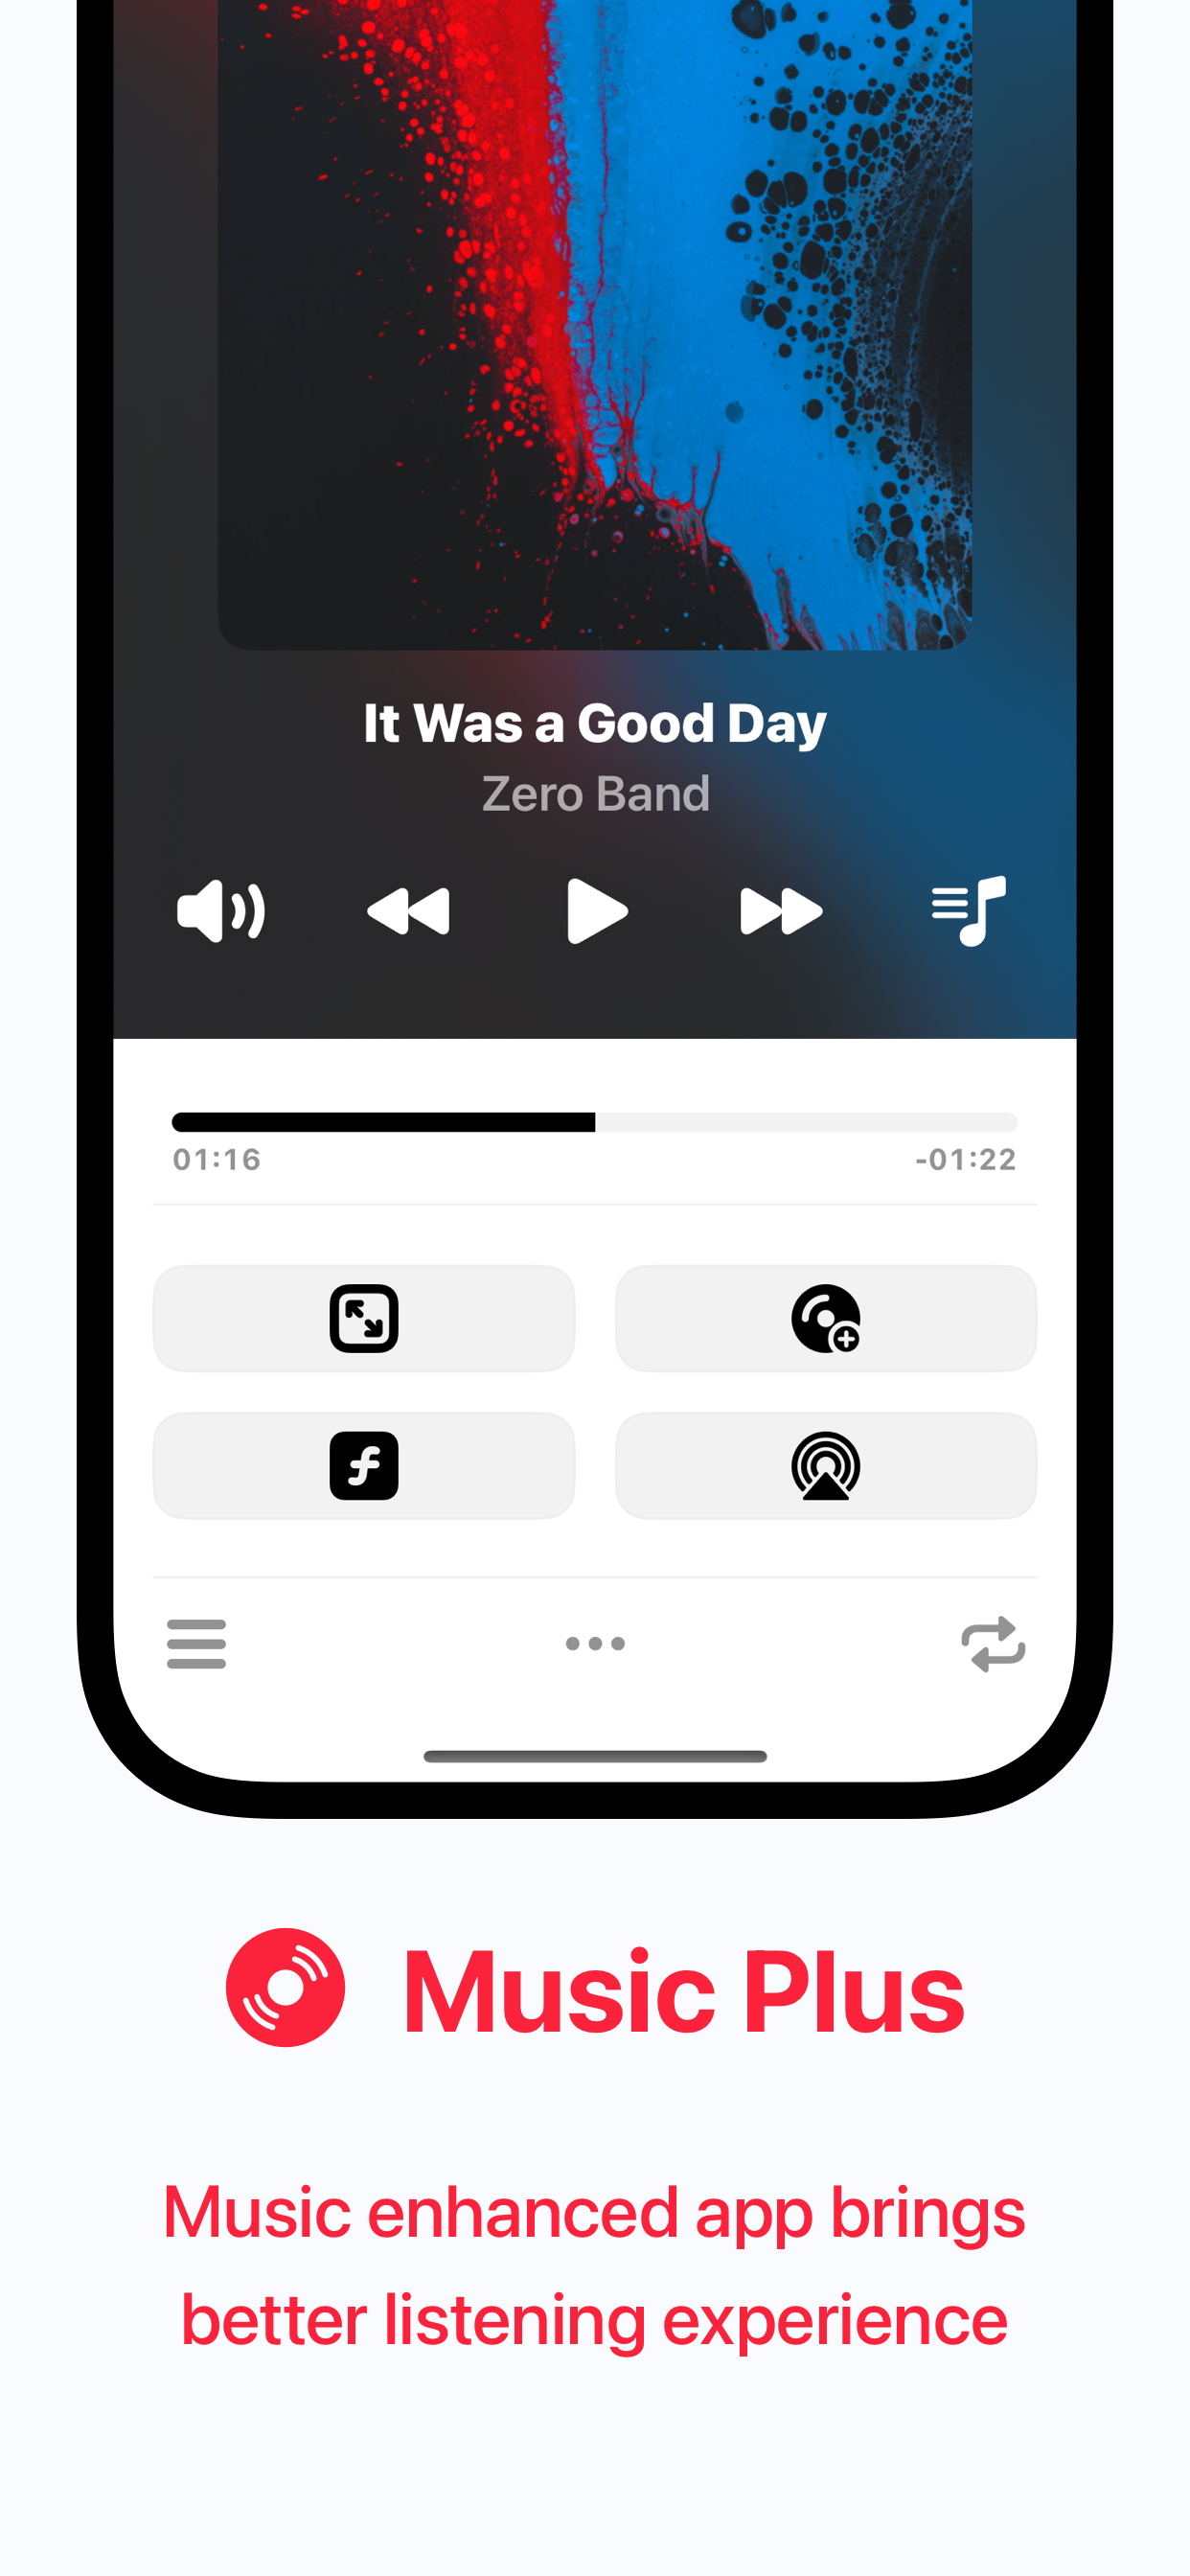 It Was a Good Day
Zero Band
01:16
-01:22
Music Plus
Music enhanced app brings
better listening experience